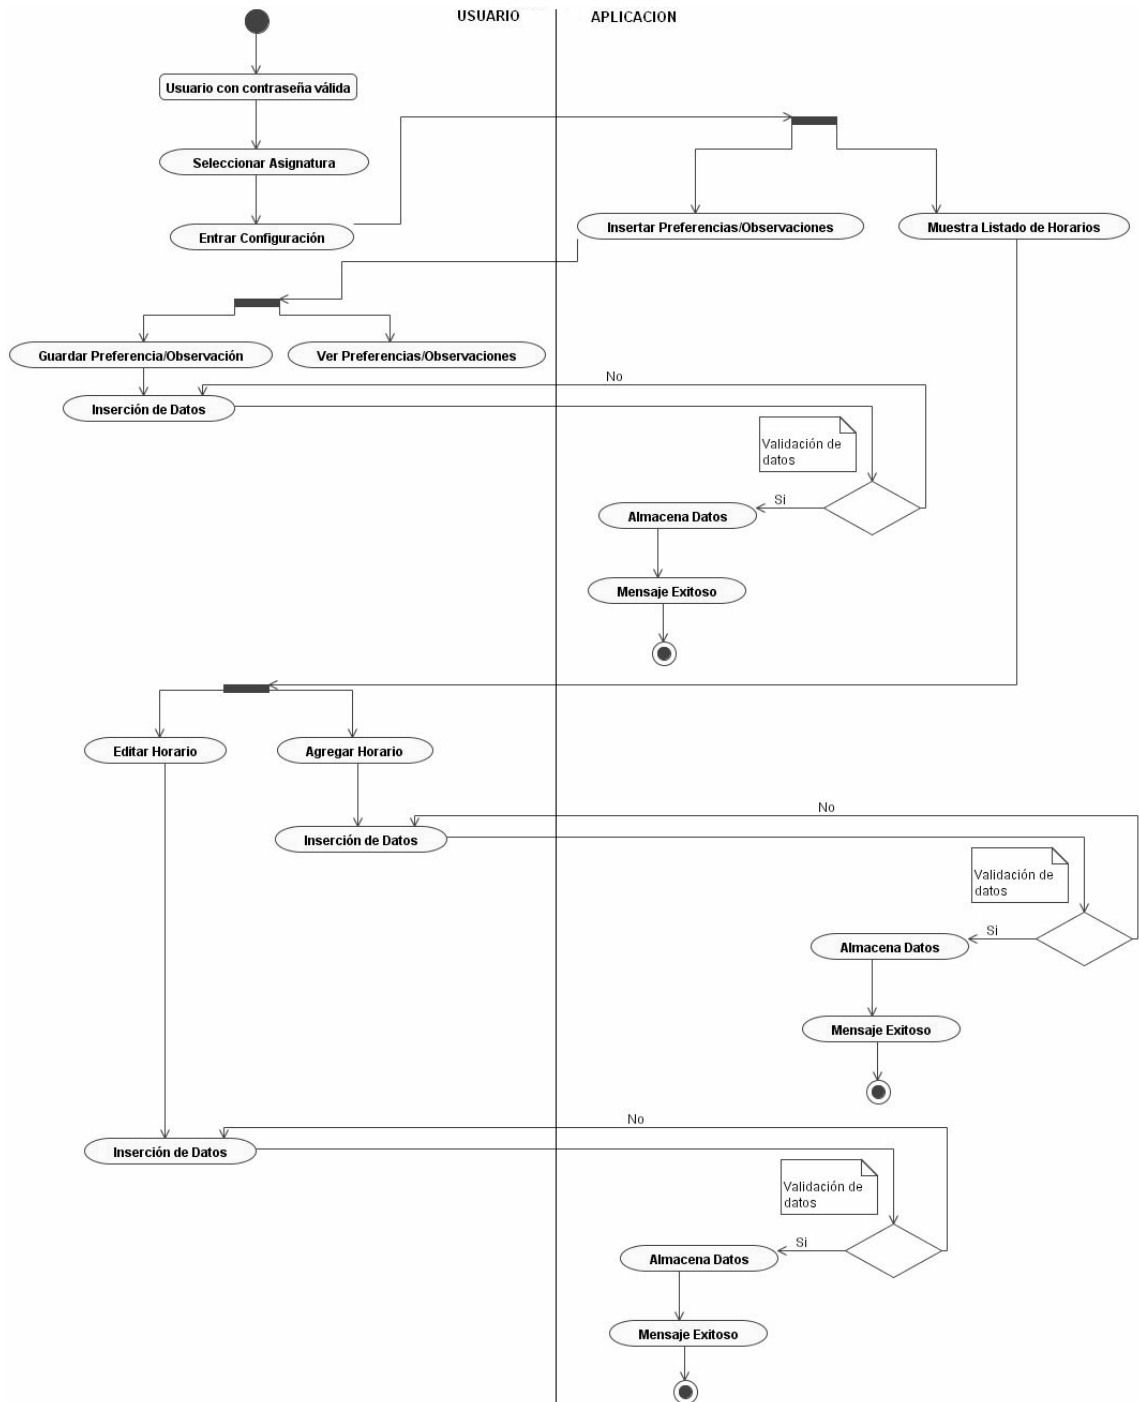 USUARIO
APLICACION
Usuario con contraseña válida
Seleccionar Asignatura
Entrar Configuración
Insertar Preferencias/Observaciones
Muestra Listado de Horarios
Guardar Preferencia/Observación
Ver Preferencias/Observaciones
No
Inserción de Datos
Validación de
datos
Si
Almacena Datos
Mensaje Exitoso
Editar Horario
Agregar Horario
No
Inserción de Datos
Validación de
datos
Si
Almacena Datos
Mensaje Exitoso
No
Inserción de Datos
Validación de
datos
Si
Almacena Datos
Mensaje Exitoso